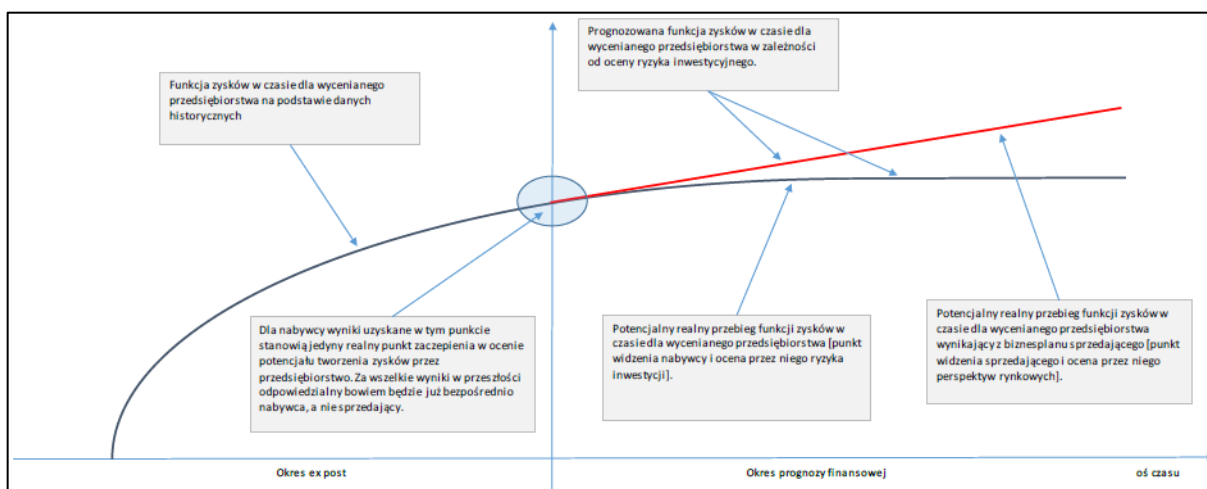 Prognozowana funkcja zysków w czasie dla
wycenianego przedsiębiorstwa w zależności
od oceny ryzyka inwestycyjnego.
Funkcja zysków w czasie dla wycenianego
przedsiębiorstwa na podstawie danych
historycznych
Dla nabywcy wyniki uzyskane w tym punkcie
stanowią jedyny realny punkt zaczepienia w ocenie
potencjału tworzenia zysków przez
przedsiębiorstwo. Za wszelkie wyniki w przeszłości
odpowiedzialny bowiem będzie już bezpośrednio
nabywca, a nie sprzedający.
Potencjalny realny przebieg funkcji zysków w
czasie dla wycenianego przedsiębiorstwa [punkt
widzenia nabywcy i ocena przez niego ryzyka
inwestycji].
Potencjalny realny przebieg funkcji zysków w
czasie dla wycenianego przedsiębiorstwa
wynikający z biznesplanu sprzedającego [punkt
widzenia sprzedającego i ocena przez niego
perspektyw rynkowych].
Okres ex post
Okres prognozy finansowej
oś czasu